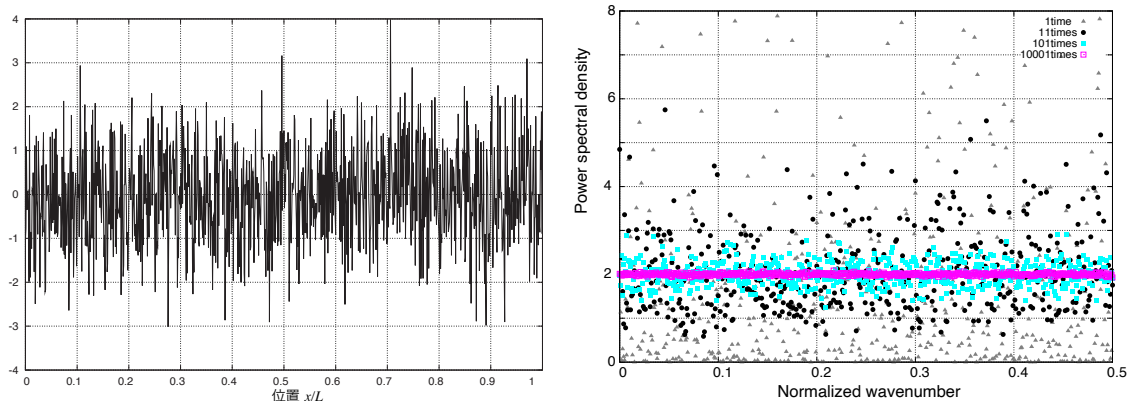 4
3
2
1
0
-1
-2
-3
-4
0 0.1 0.2 0.3 0.4 0.5 0.6 0.7 0.8 0.9 1
位置 x/L
Power spectral density
8
6
4
2
0
1time
11times
101times
10001times
0 0.1 0.2 0.3 0.4 0.5
Normalized wavenumber